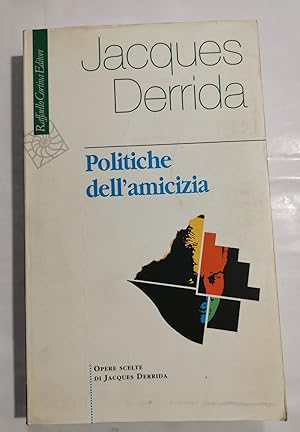 Jacques
Derrida
Raffaello Cortina Editore
Politiche
dell'amicizia
OPERE SCELTE
DI JACQUES DERRIDA